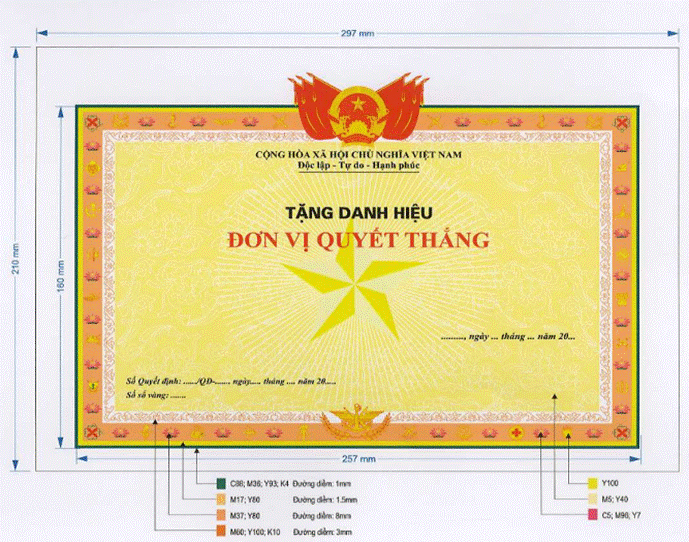 297 mm
210 mm
160 mm
CỘNG HÒA XÃ HỘI CHỦ NGHĨA VIỆT NAM
Độc lập - Tự do - Hạnh phúc
TẶNG DANH HIỆU
ĐƠN VỊ QUYẾT THẮNG
........., ngày ... tháng ... năm 20...
Số Quyết định: ....../QĐ-....... ngày..... tháng .... năm 20.....
Số sổ vàng: .......
257 mm
C88; M36; Y93; K4 Đường diềm: 1mm
M17; Y80 Đường diềm: 1.5mm
M37; Y80 Đường diềm: 8mm
M60; Y100; K10 Đường diềm: 3mm
Y100
M5; Y40
C5; M96; Y7